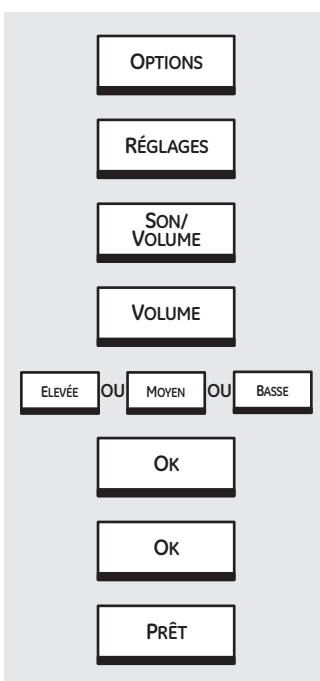 OPTIONS
RÉGLAGES
SON/
VOLUME
VOLUME
ELEVÉE OU MOYEN OU BASSE
OK
OK
PRÊT